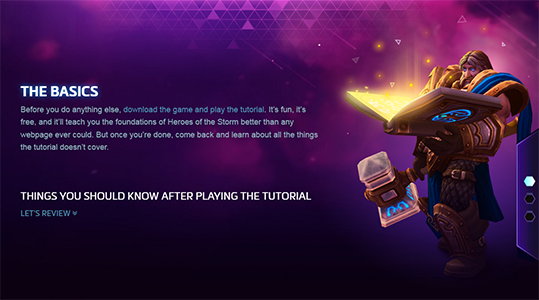 THE BASICS
Before you do anything else, download the game and play the tutorial. It's fun, it's
free, and it'll teach you the foundations of Heroes of the Storm better than any
webpage ever could. But once you're done, come back and learn about all the things
the tutorial doesn't cover.
THINGS YOU SHOULD KNOW AFTER PLAYING THE TUTORIAL
LET'S REVIEW